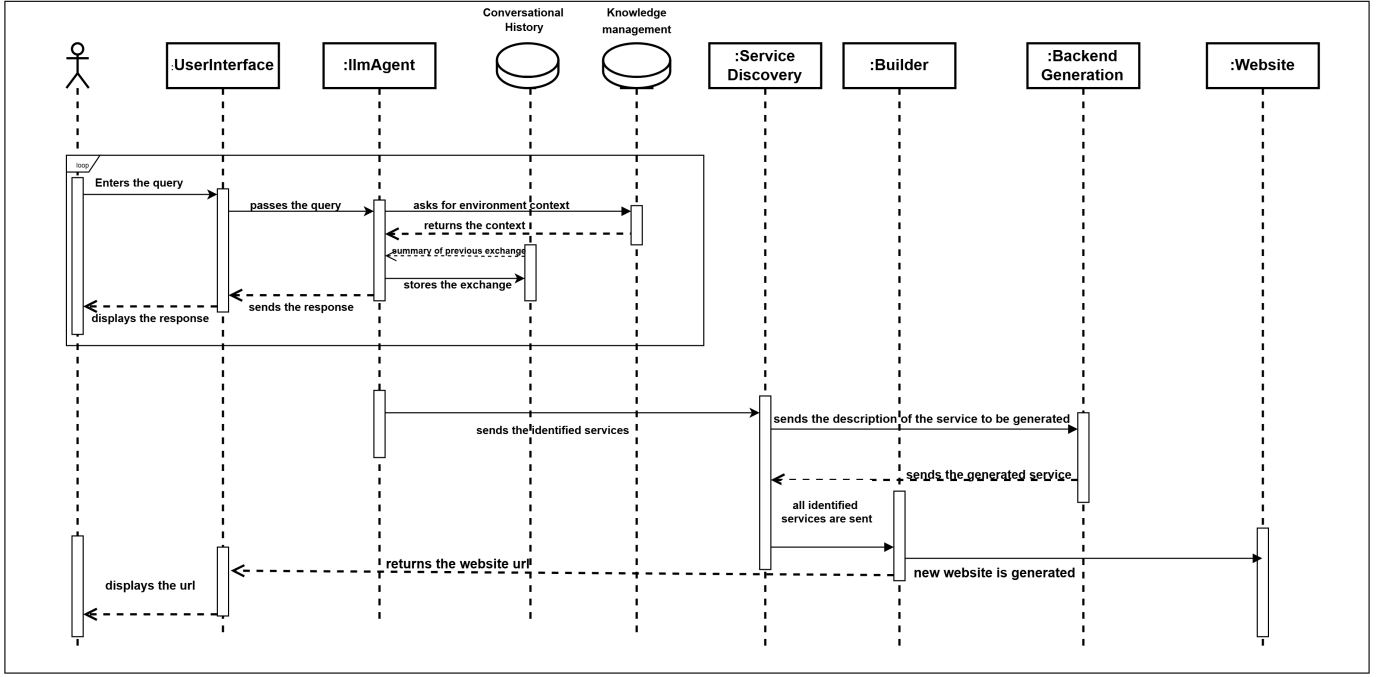 Conversational
History
Knowledge
management
:UserInterface
:llmAgent
:Service
Discovery
:Builder
:Backend
Generation
:Website
loop
Enters the query
passes the query
asks for environment context
returns the context
summary of previous exchange
stores the exchange
sends the response
displays the response
sends the identified services
sends the description of the service to be generated
sends the generated service
all identified
services are sent
returns the website url
new website is generated
displays the url